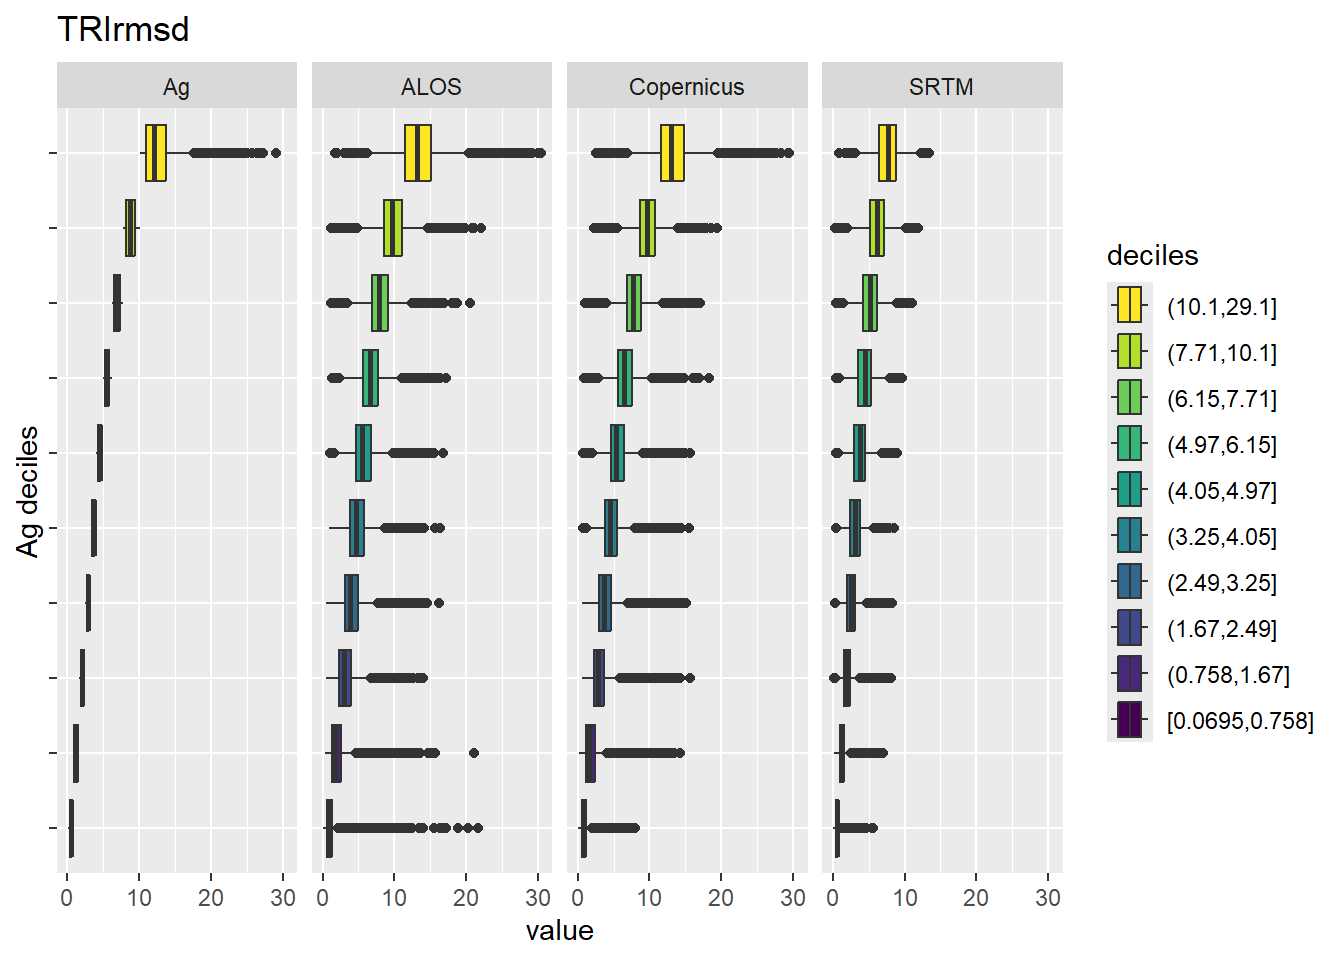 TRIrmsd
Ag ALOS Copernicus SRTM
Ag deciles
0 10 20 30 0 10 20 30 0 10 20 30 0 10 20 30
value
deciles
(10.1,29.1]
(7.71,10.1]
(6.15,7.71]
(4.97,6.15]
(4.05,4.97]
(3.25,4.05]
(2.49,3.25]
(1.67,2.49]
(0.758,1.67]
[0.0695,0.758]